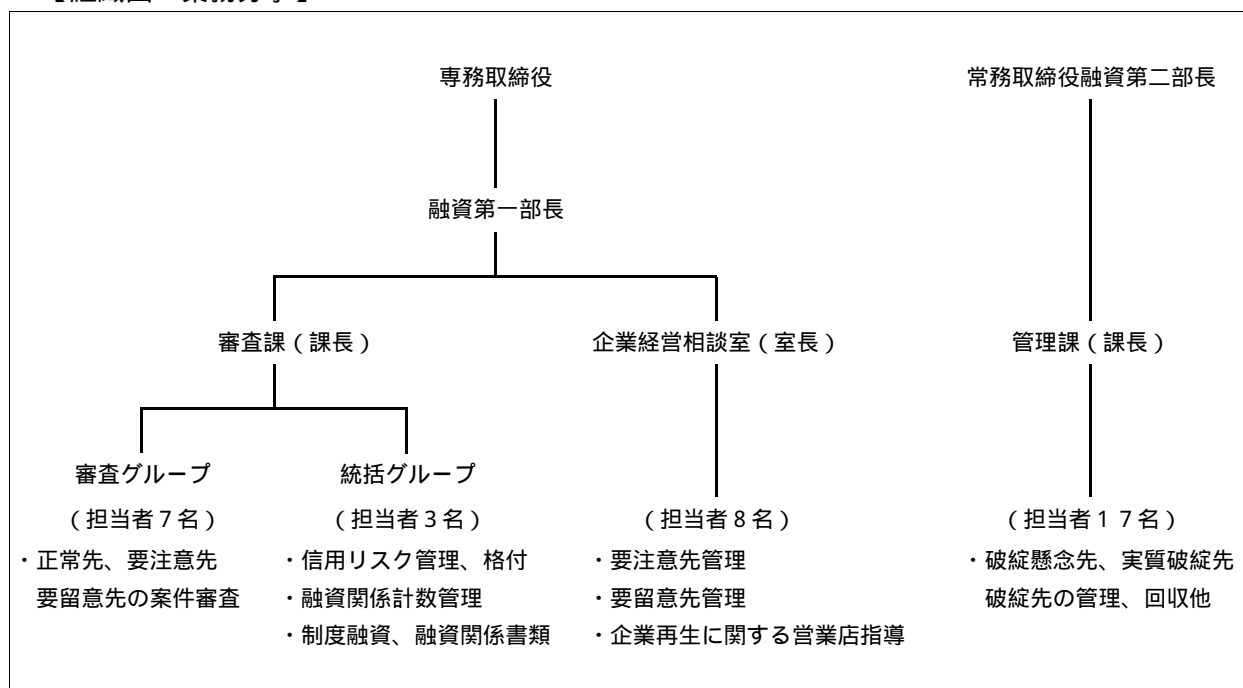 専務取締役
常務取締役融資第二部長
融資第一部長
審査課(課長)
企業経営相談室(室長)
管理課(課長)
審査グループ
統括グループ
(担当者7名)
(担当者3名)
(担当者8名)
(担当者17名)
・正常先、要注意先
要留意先の案件審査
・信用リスク管理、格付
・融資関係計数管理
・制度融資、融資関係書類
・要注意先管理
・要留意先管理
・企業再生に関する営業店指導
・破綻懸念先、実質破綻先
破綻先の管理、回収他